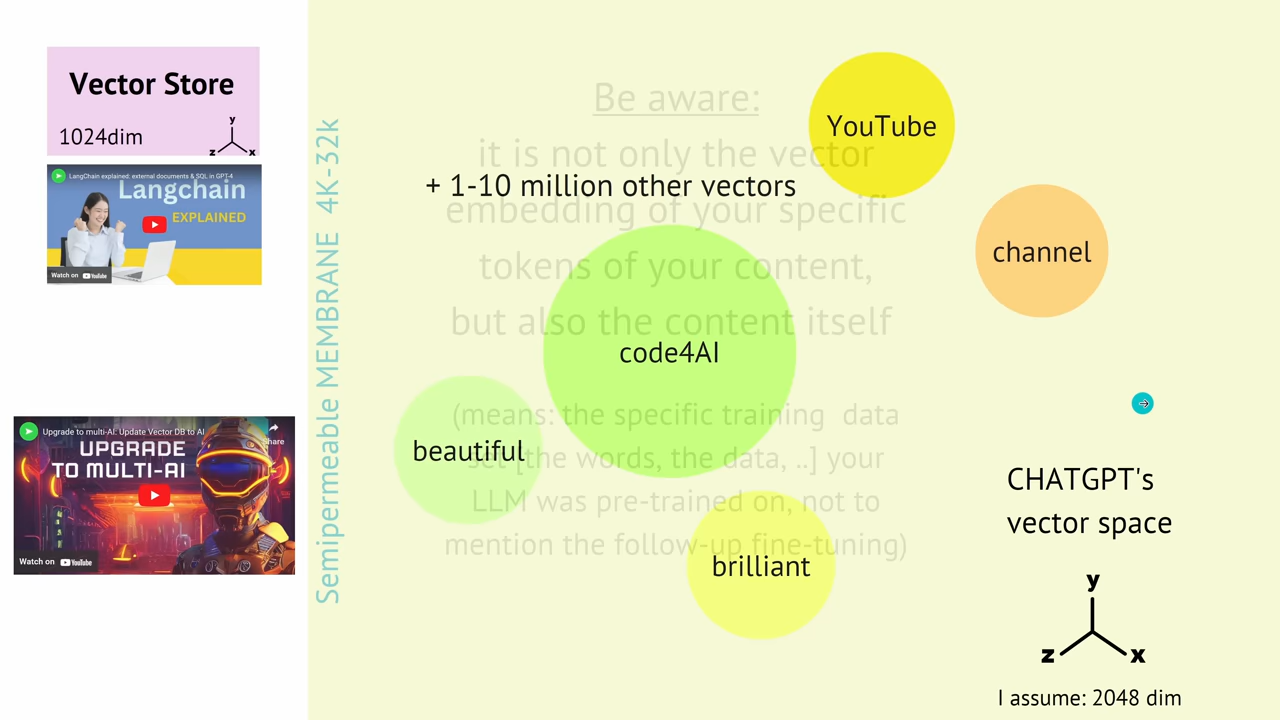 Vector Store
1024dim
y
z
x
LangChain explained: external documents & SQL in GPT-4
Langchain
EXPLAINED
Watch on YouTube
Upgrade to multi-AI: Update Vector DB to AI
Share
UPGRADE
TO MULTI-AI
Watch on YouTube
Semipermeable MEMBRANE 4K-32k
Be aware:
it is not only the vector
embedding of your specific
tokens of your content,
but also the content itself
(means: the specific training data
set [the words, the data, ..] your
LLM was pre-trained on, not to
mention the follow-up fine-tuning)
+ 1-10 million other vectors
YouTube
channel
code4AI
beautiful
brilliant
CHATGPT's
vector space
y
z
x
I assume: 2048 dim